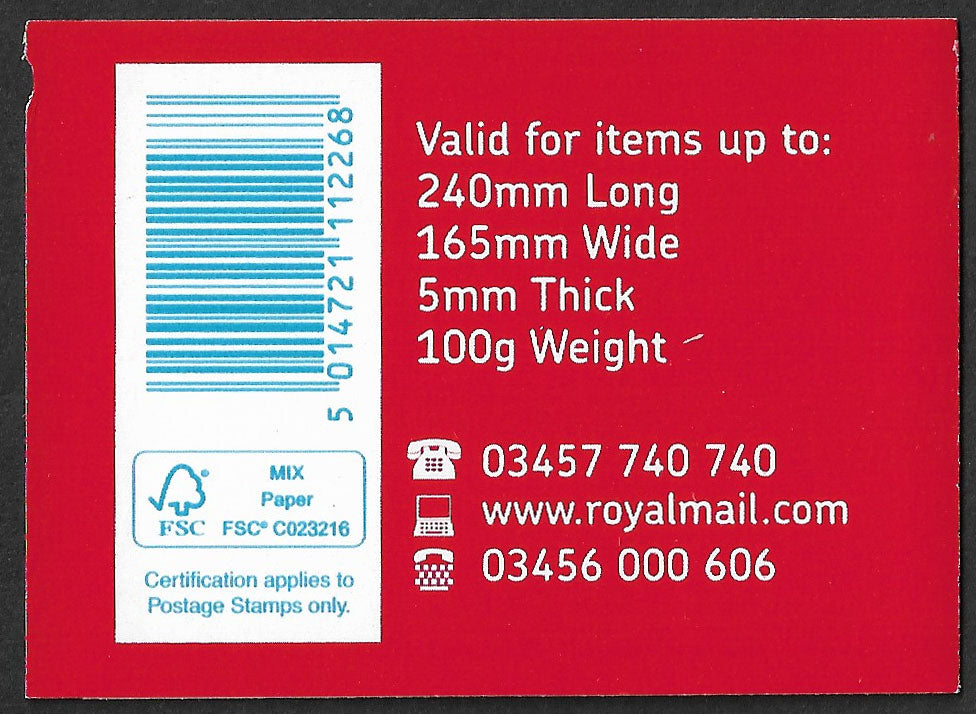 5 014721 112268
MIX
Paper
FSC
FSC® C023216
Certification applies to
Postage Stamps only.
Valid for items up to:
240mm Long
165mm Wide
5mm Thick
100g Weight
03457 740 740
www.royalmail.com
03456 000 606